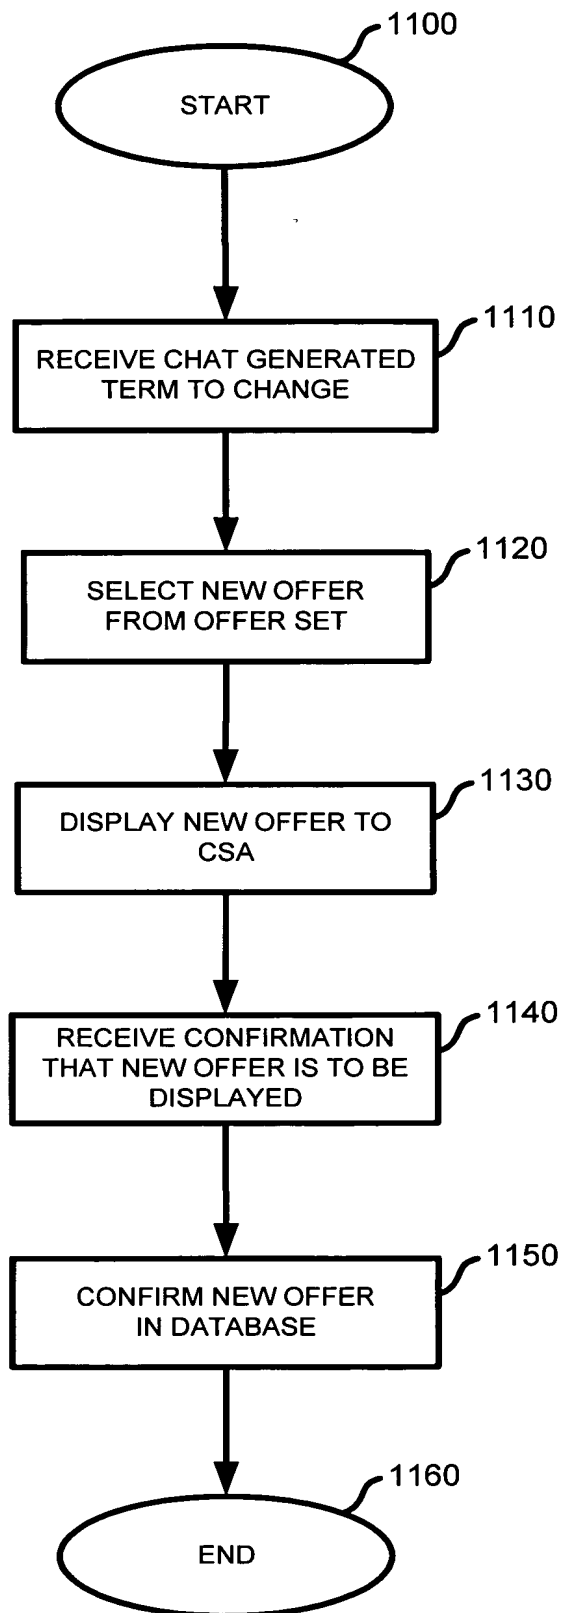 1100
START
1110
RECEIVE CHAT GENERATED
TERM TO CHANGE
1120
SELECT NEW OFFER
FROM OFFER SET
1130
DISPLAY NEW OFFER TO
CSA
1140
RECEIVE CONFIRMATION
THAT NEW OFFER IS TO BE
DISPLAYED
1150
CONFIRM NEW OFFER
IN DATABASE
1160
END